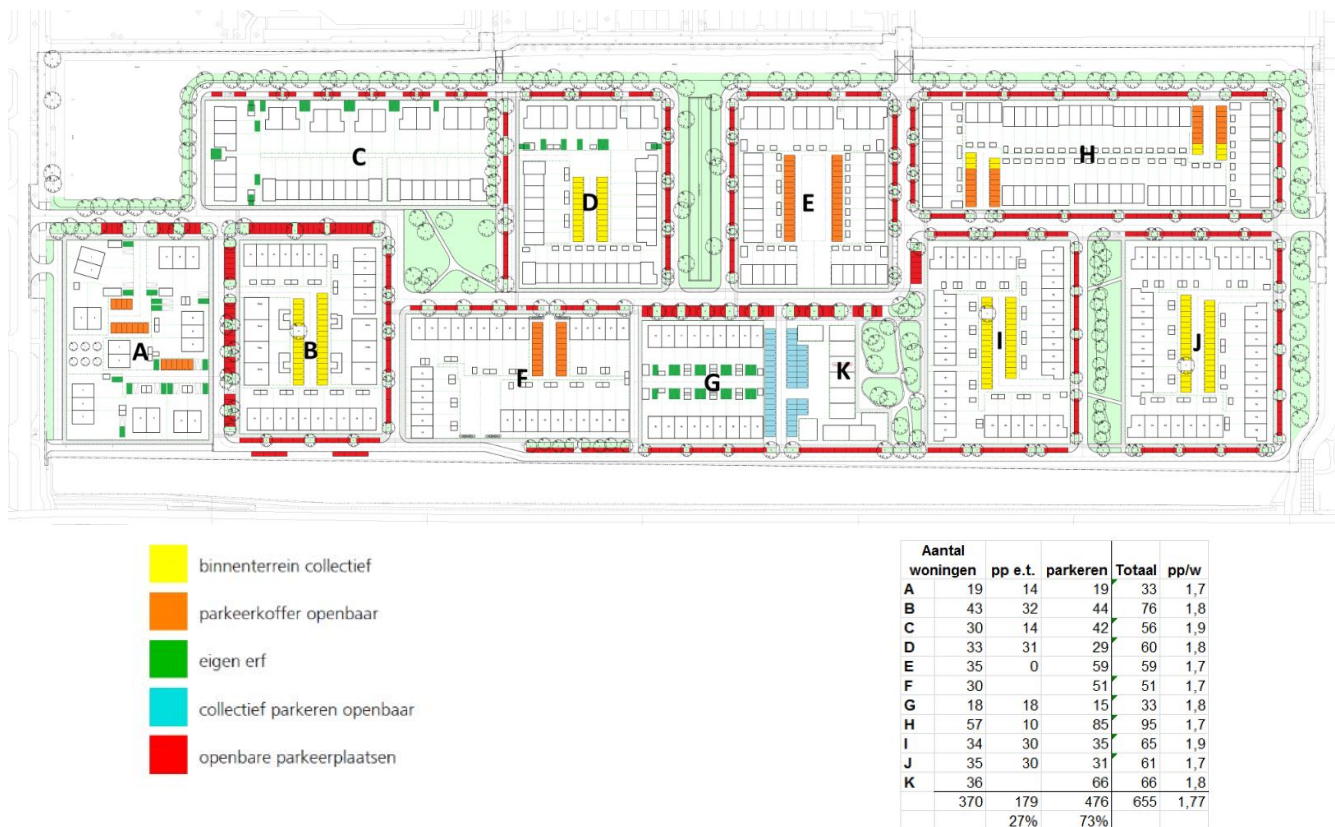 C
D
E
H
A
B
F
G
K
I
J
binnenterrein collectief
parkeerkoffer openbaar
eigen erf
collectief parkeren openbaar
openbare parkeerplaatsen
Aantal
woningen pp e.t. parkeren Totaal pp/w
A 19 14 19 33 1,7
B 43 32 44 76 1,8
C 30 14 42 56 1,9
D 33 31 29 60 1,8
E 35 0 59 59 1,7
F 30 51 51 1,7
G 18 18 15 33 1,8
H 57 10 85 95 1,7
I 34 30 35 65 1,9
J 35 30 31 61 1,7
K 36 66 66 1,8
370 179 476 655 1,77
27% 73%